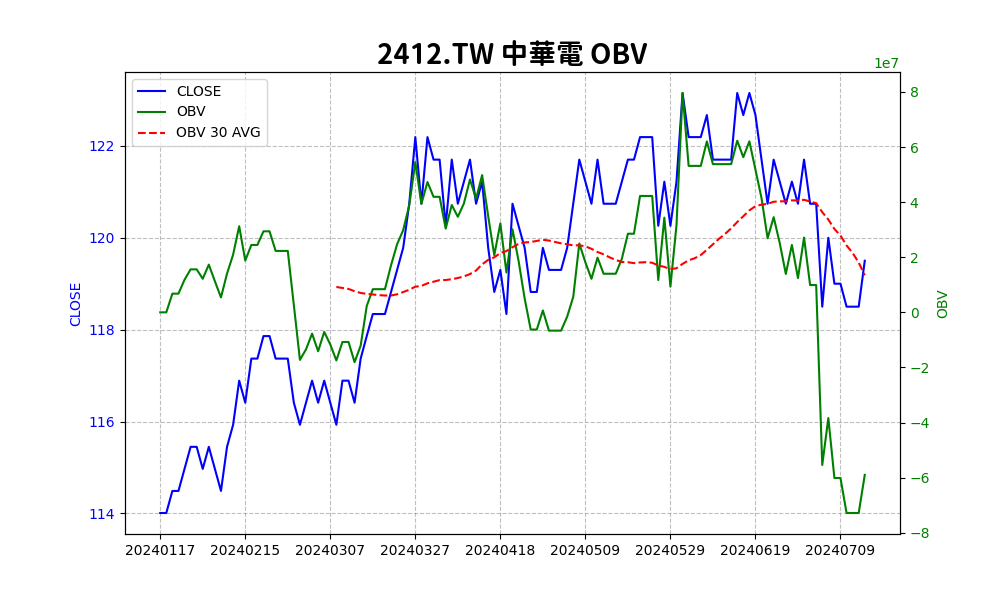 2412.TW 中華電 OBV
1e7
CLOSE
OBV
OBV 30 AVG
122
120
118
116
114
CLOSE
8
6
4
2
0
−2
−4
−6
−8
OBV
20240117 20240215 20240307 20240327 20240418 20240509 20240529 20240619 20240709